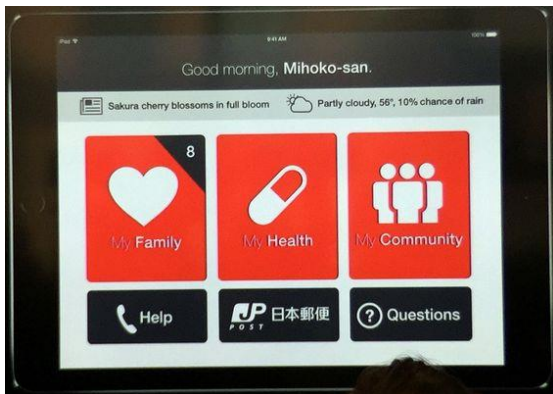 iPad
9:41 AM
100%
Good morning, Mihoko-san.
Sakura cherry blossoms in full bloom
Partly cloudy, 56°, 10% chance of rain
8
My Family
My Health
My Community
Help
JP 日本郵便
POST
Questions